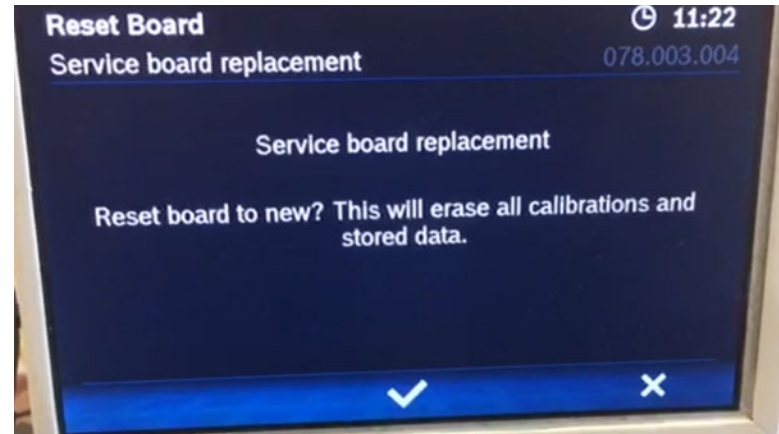 Reset Board
11:22
Service board replacement
078.003.004
Service board replacement
Reset board to new? This will erase all calibrations and
stored data.